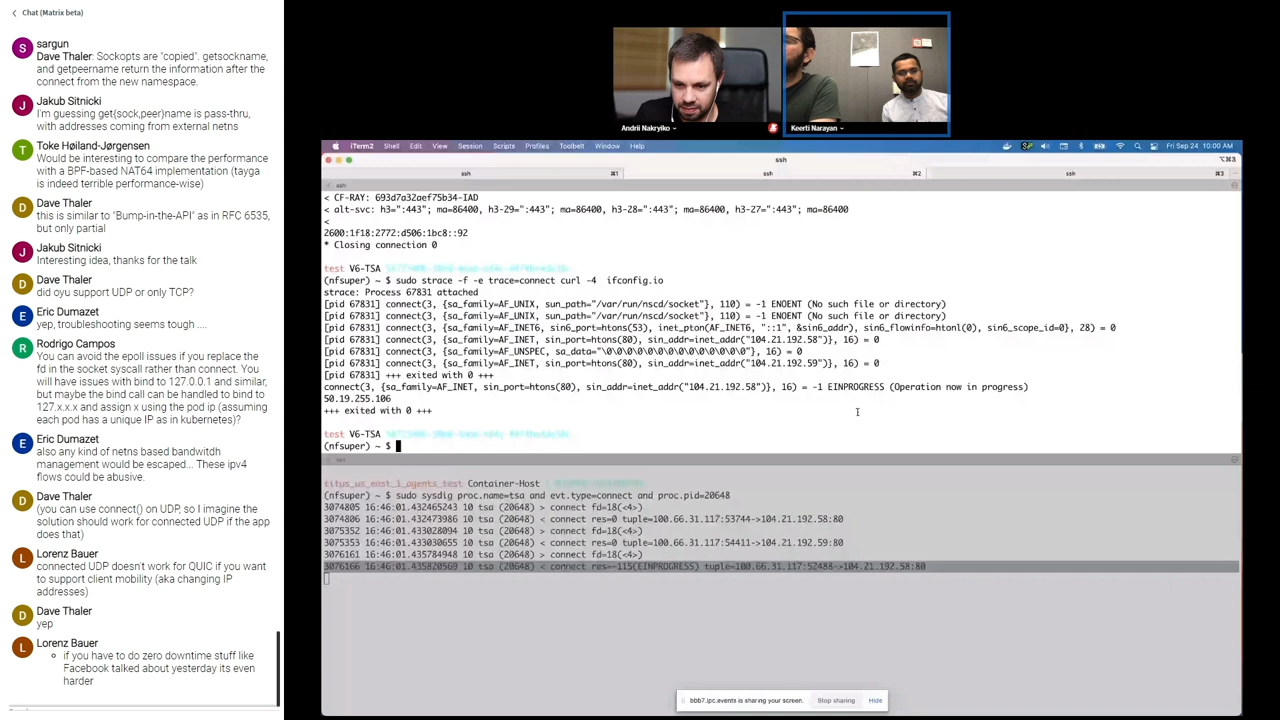 Chat (Matrix beta)
S
sargun
Dave Thaler: Sockopts are "copied". getsockname,
and getpeername return the information after the
connect from the new namespace.
J
Jakub Sitnicki
I'm guessing get{sock,peer}name is pass-thru,
with addresses coming from external netns
T
Toke Høiland-Jørgensen
Would be interesting to compare the performance
with a BPF-based NAT64 implementation (tayga
is indeed terrible performance-wise)
D
Dave Thaler
this is similar to "Bump-in-the-API" as in RFC 6535,
but only partial
J
Jakub Sitnicki
Interesting idea, thanks for the talk
D
Dave Thaler
did oyu support UDP or only TCP?
E
Eric Dumazet
yep, troubleshooting seems tough ....
R
Rodrigo Campos
You can avoid the epoll issues if you replace the
fd in the socket syscall rather than connect. You
will have issues with bind to 127.0.0.1 and similar,
but maybe the bind call can be handled to bind to
127.x.x.x and assign x using the pod ip (assuming
each pod has a unique IP as in kubernetes)?
E
Eric Dumazet
also any kind of netns based bandwitdh
management would be escaped... These ipv4
flows could be abusive.
D
Dave Thaler
(you can use connect() on UDP, so I imagine the
solution should work for connected UDP if the app
does that)
L
Lorenz Bauer
connected UDP doesn't work for QUIC if you want
to support client mobility (aka changing IP
addresses)
D
Dave Thaler
yep
L
Lorenz Bauer
if you have to do zero downtime stuff like
Facebook talked about yesterday its even
harder
Andrii Nakryiko
Keerti Narayan
iTerm2 Shell Edit View Session Scripts Profiles Toolbelt Window Help
Fri Sep 24 10:00 AM
ssh
⌥⌘3
ssh ⌘1 ssh ⌘2 ssh ⌘3
ssh
< CF-RAY: 693d7a32aef75b34-IAD
< alt-svc: h3=":443"; ma=86400, h3-29=":443"; ma=86400, h3-28=":443"; ma=86400, h3-27=":443"; ma=86400
<
2600:1f18:2772:d506:1bc8::92
* Closing connection 0
test V6-TSA
(nfsuper) ~ $ sudo strace -f -e trace=connect curl -4 ifconfig.io
strace: Process 67831 attached
[pid 67831] connect(3, {sa_family=AF_UNIX, sun_path="/var/run/nscd/socket"}, 110) = -1 ENOENT (No such file or directory)
[pid 67831] connect(3, {sa_family=AF_UNIX, sun_path="/var/run/nscd/socket"}, 110) = -1 ENOENT (No such file or directory)
[pid 67831] connect(3, {sa_family=AF_INET6, sin6_port=htons(53), inet_pton(AF_INET6, "::1", &sin6_addr), sin6_flowinfo=htonl(0), sin6_scope_id=0}, 28) = 0
[pid 67831] connect(3, {sa_family=AF_INET, sin_port=htons(80), sin_addr=inet_addr("104.21.192.58")}, 16) = 0
[pid 67831] connect(3, {sa_family=AF_UNSPEC, sa_data="\0\0\0\0\0\0\0\0\0\0\0\0\0\0"}, 16) = 0
[pid 67831] connect(3, {sa_family=AF_INET, sin_port=htons(80), sin_addr=inet_addr("104.21.192.59")}, 16) = 0
[pid 67831] +++ exited with 0 +++
connect(3, {sa_family=AF_INET, sin_port=htons(80), sin_addr=inet_addr("104.21.192.58")}, 16) = -1 EINPROGRESS (Operation now in progress)
50.19.255.106
+++ exited with 0 +++
test V6-TSA
(nfsuper) ~ $
titus_us_east_1_agents_test Container-Host
(nfsuper) ~ $ sudo sysdig proc.name=tsa and evt.type=connect and proc.pid=20648
3074805 16:46:01.432465243 10 tsa (20648) > connect fd=18(<4>)
3074806 16:46:01.432473986 10 tsa (20648) < connect res=0 tuple=100.66.31.117:53744->104.21.192.58:80
3075352 16:46:01.433028094 10 tsa (20648) > connect fd=18(<4>)
3075353 16:46:01.433030655 10 tsa (20648) < connect res=0 tuple=100.66.31.117:54411->104.21.192.59:80
3076161 16:46:01.435784948 10 tsa (20648) > connect fd=18(<4>)
3076166 16:46:01.435820569 10 tsa (20648) < connect res=-115(EINPROGRESS) tuple=100.66.31.117:52488->104.21.192.58:80
bbb7.lpc.events is sharing your screen. Stop sharing Hide